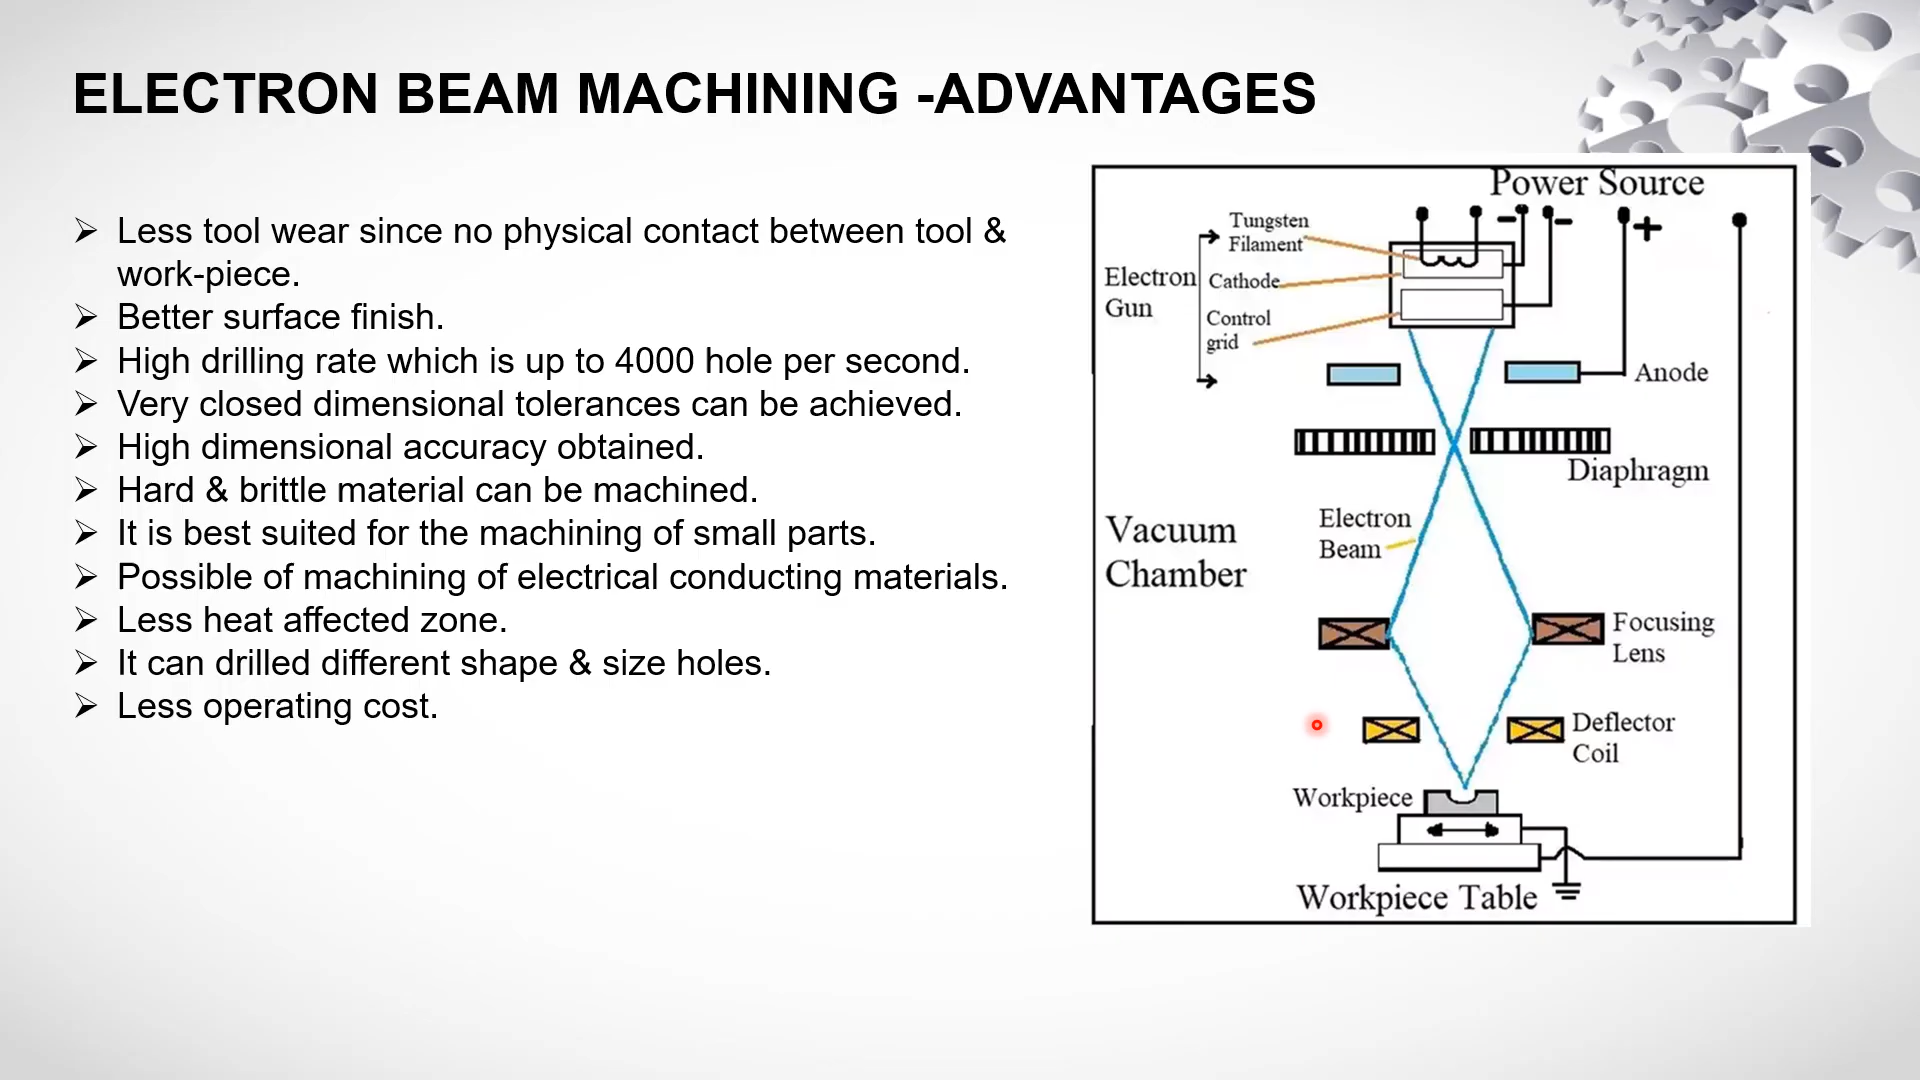 ELECTRON BEAM MACHINING -ADVANTAGES
➢ Less tool wear since no physical contact between tool &
work-piece.
➢ Better surface finish.
➢ High drilling rate which is up to 4000 hole per second.
➢ Very closed dimensional tolerances can be achieved.
➢ High dimensional accuracy obtained.
➢ Hard & brittle material can be machined.
➢ It is best suited for the machining of small parts.
➢ Possible of machining of electrical conducting materials.
➢ Less heat affected zone.
➢ It can drilled different shape & size holes.
➢ Less operating cost.
Power Source
- - +
Tungsten
Filament
Electron
Gun
Cathode
Control
grid
Anode
Diaphragm
Electron
Beam
Vacuum
Chamber
Focusing
Lens
Deflector
Coil
Workpiece
Workpiece Table